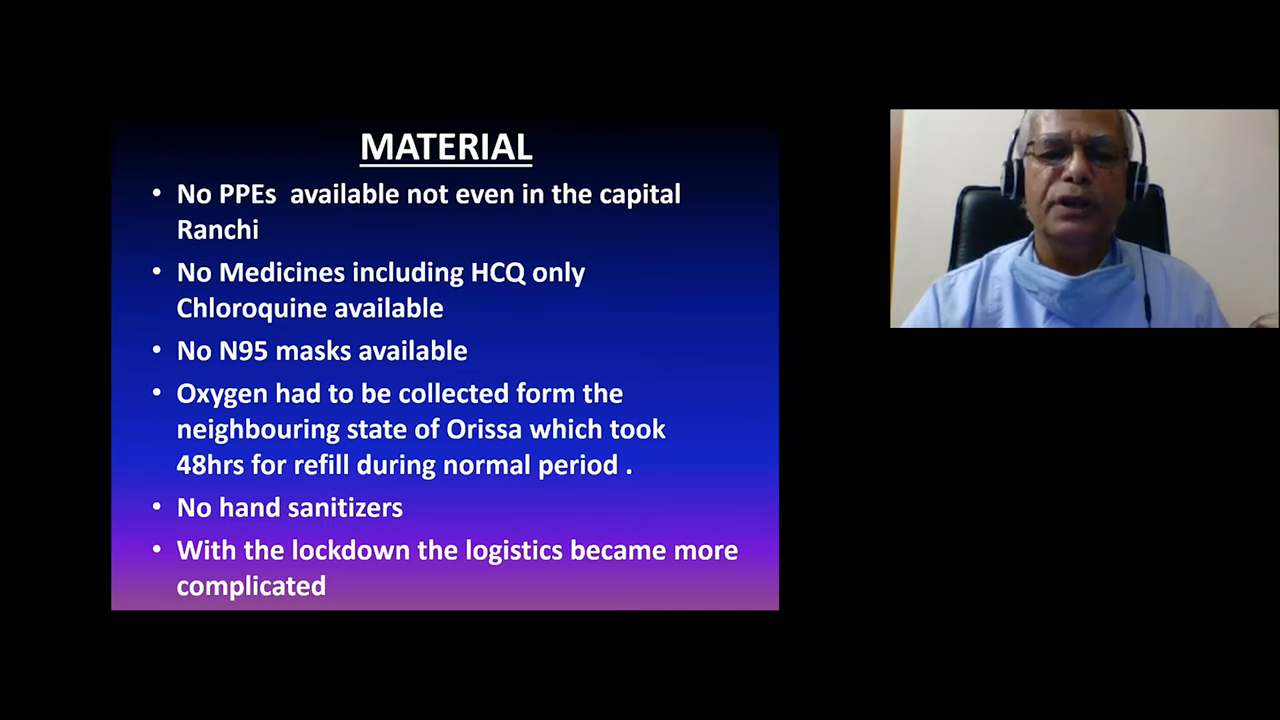 MATERIAL
• No PPEs available not even in the capital
Ranchi
• No Medicines including HCQ only
Chloroquine available
• No N95 masks available
• Oxygen had to be collected form the
neighbouring state of Orissa which took
48hrs for refill during normal period .
• No hand sanitizers
• With the lockdown the logistics became more
complicated